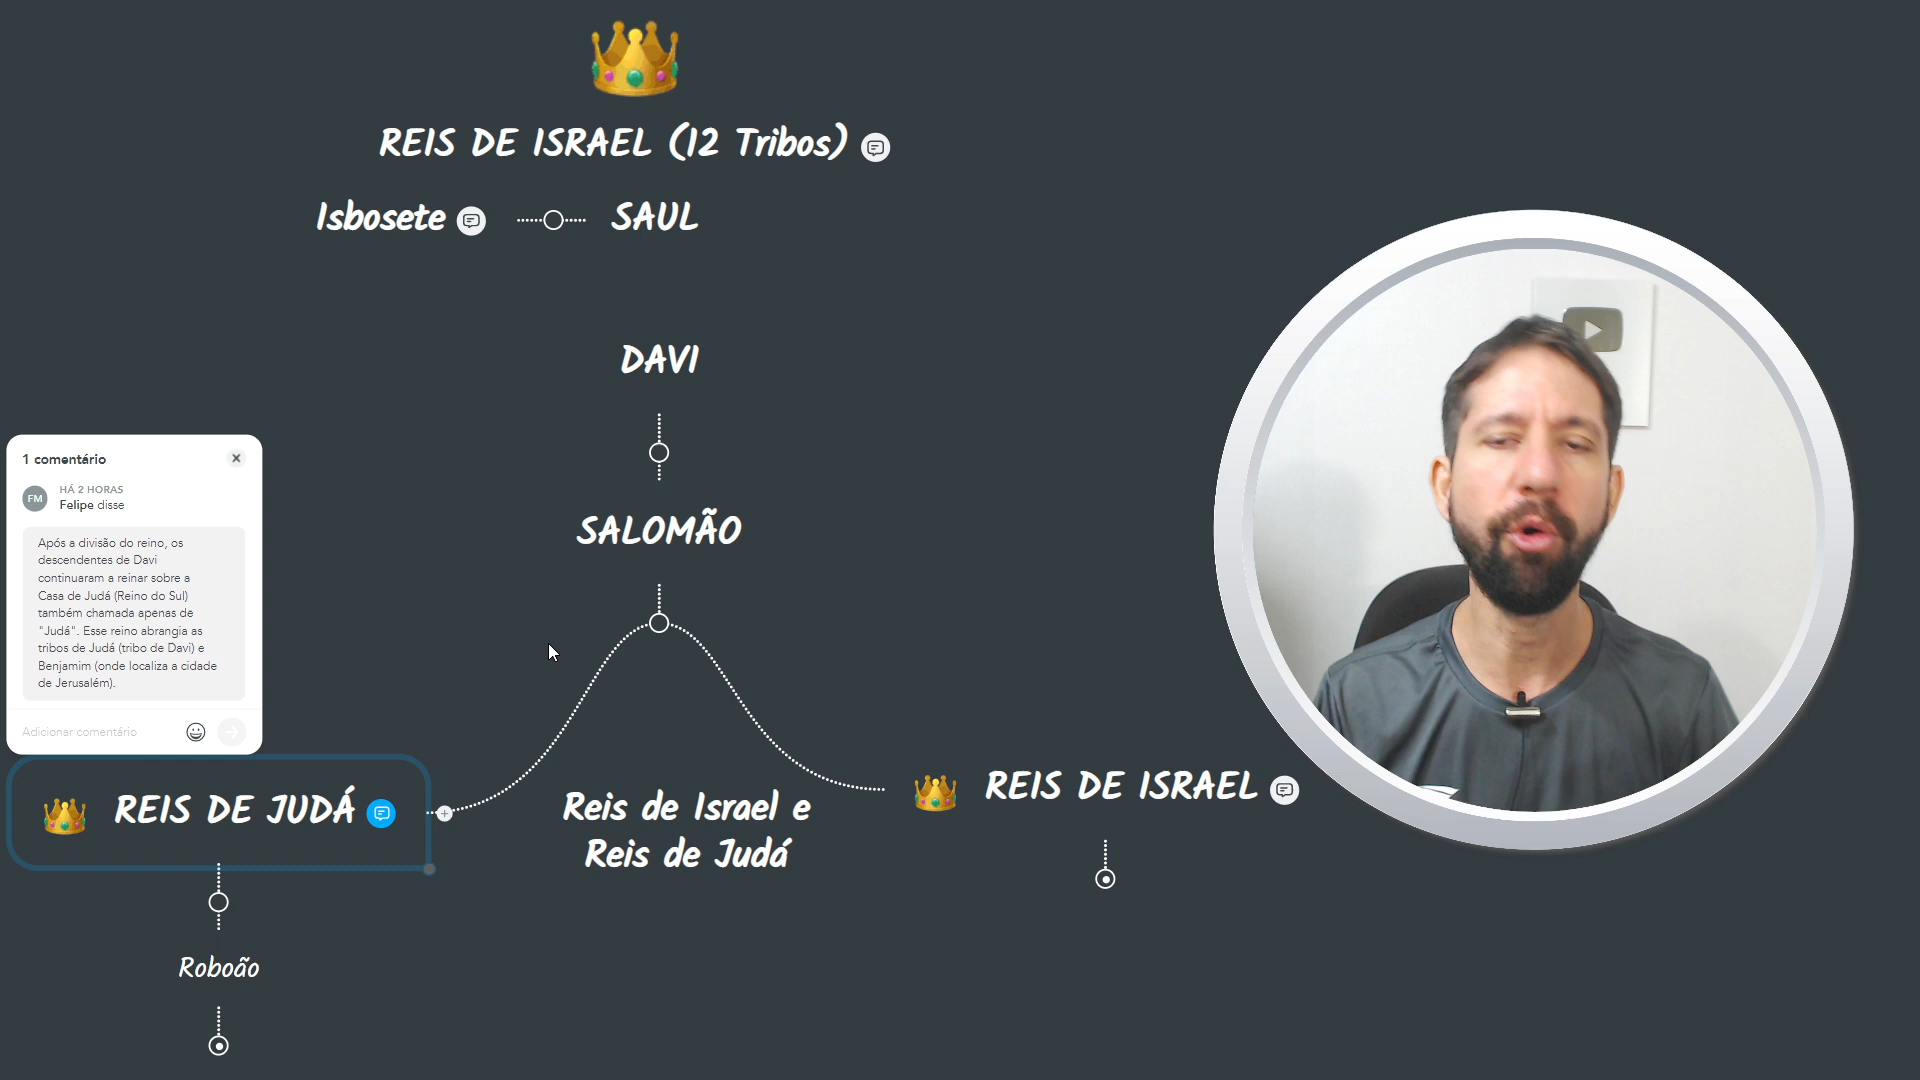 REIS DE ISRAEL (12 Tribos)
Isbosete
SAUL
DAVI
SALOMÃO
1 comentário
FM
HÁ 2 HORAS
Felipe disse
Após a divisão do reino, os
descendentes de Davi
continuaram a reinar sobre a
Casa de Judá (Reino do Sul)
também chamada apenas de
"Judá". Esse reino abrangia as
tribos de Judá (tribo de Davi) e
Benjamim (onde localiza a cidade
de Jerusalém).
Adicionar comentário
REIS DE JUDÁ
Reis de Israel e
Reis de Judá
REIS DE ISRAEL
Roboão